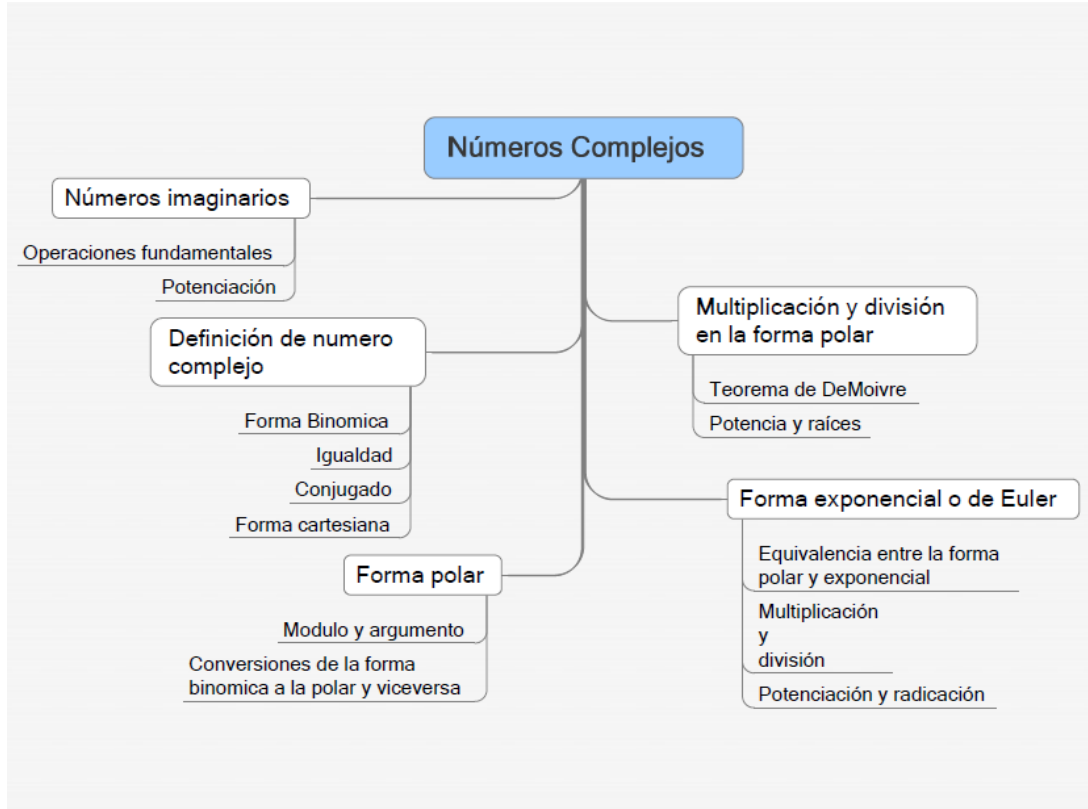 Números Complejos
Números imaginarios
Operaciones fundamentales
Potenciación
Definición de numero
complejo
Forma Binomica
Igualdad
Conjugado
Forma cartesiana
Forma polar
Modulo y argumento
Conversiones de la forma
binomica a la polar y viceversa
Multiplicación y división
en la forma polar
Teorema de DeMoivre
Potencia y raíces
Forma exponencial o de Euler
Equivalencia entre la forma
polar y exponencial
Multiplicación
y
división
Potenciación y radicación